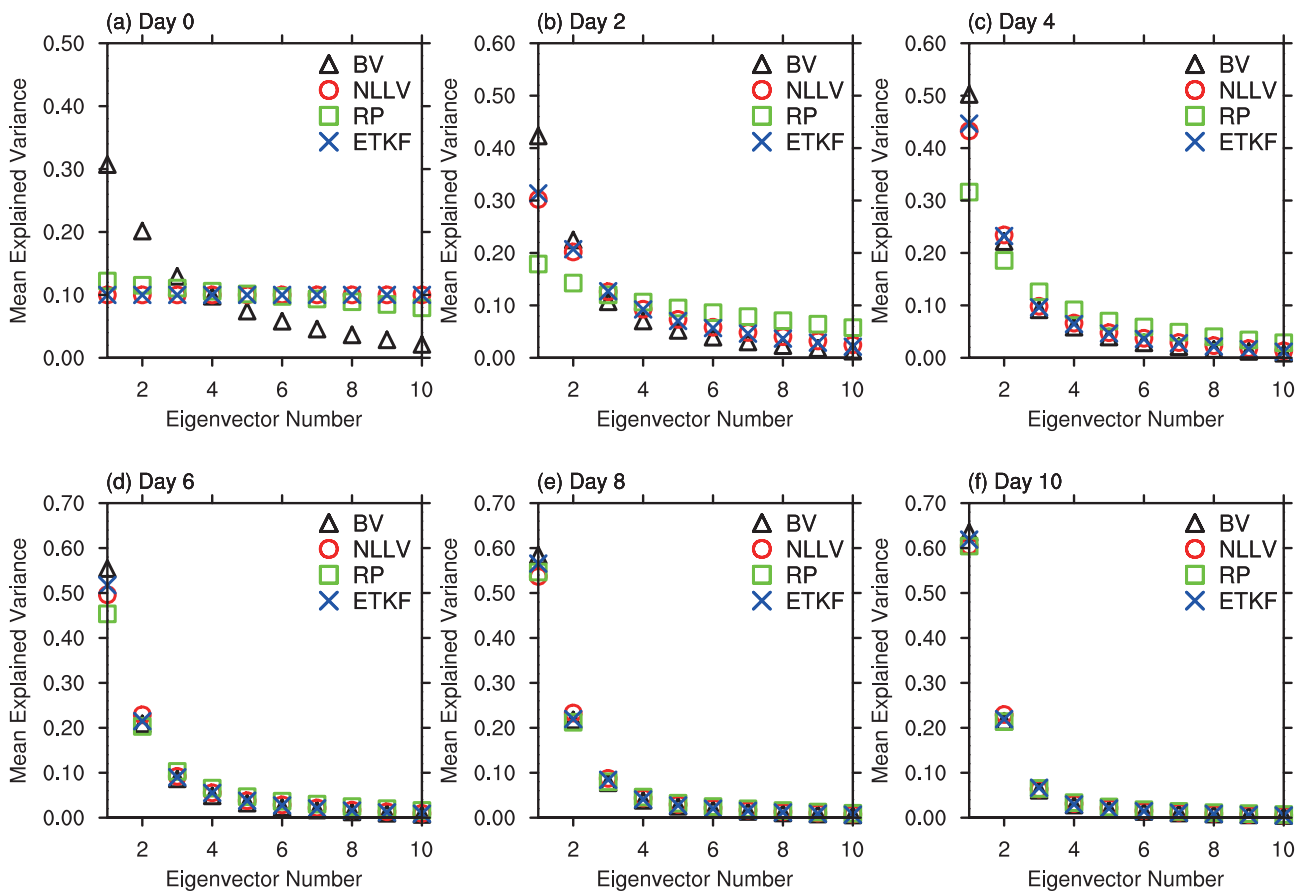 (a) Day 0
0.50
0.40
0.30
0.20
0.10
0.00
Mean Explained Variance
BV
NLLV
RP
ETKF
2 4 6 8 10
Eigenvector Number
(b) Day 2
0.60
0.50
0.40
0.30
0.20
0.10
0.00
Mean Explained Variance
BV
NLLV
RP
ETKF
2 4 6 8 10
Eigenvector Number
(c) Day 4
0.60
0.50
0.40
0.30
0.20
0.10
0.00
Mean Explained Variance
BV
NLLV
RP
ETKF
2 4 6 8 10
Eigenvector Number
(d) Day 6
0.70
0.60
0.50
0.40
0.30
0.20
0.10
0.00
Mean Explained Variance
BV
NLLV
RP
ETKF
2 4 6 8 10
Eigenvector Number
(e) Day 8
0.70
0.60
0.50
0.40
0.30
0.20
0.10
0.00
Mean Explained Variance
BV
NLLV
RP
ETKF
2 4 6 8 10
Eigenvector Number
(f) Day 10
0.70
0.60
0.50
0.40
0.30
0.20
0.10
0.00
Mean Explained Variance
BV
NLLV
RP
ETKF
2 4 6 8 10
Eigenvector Number